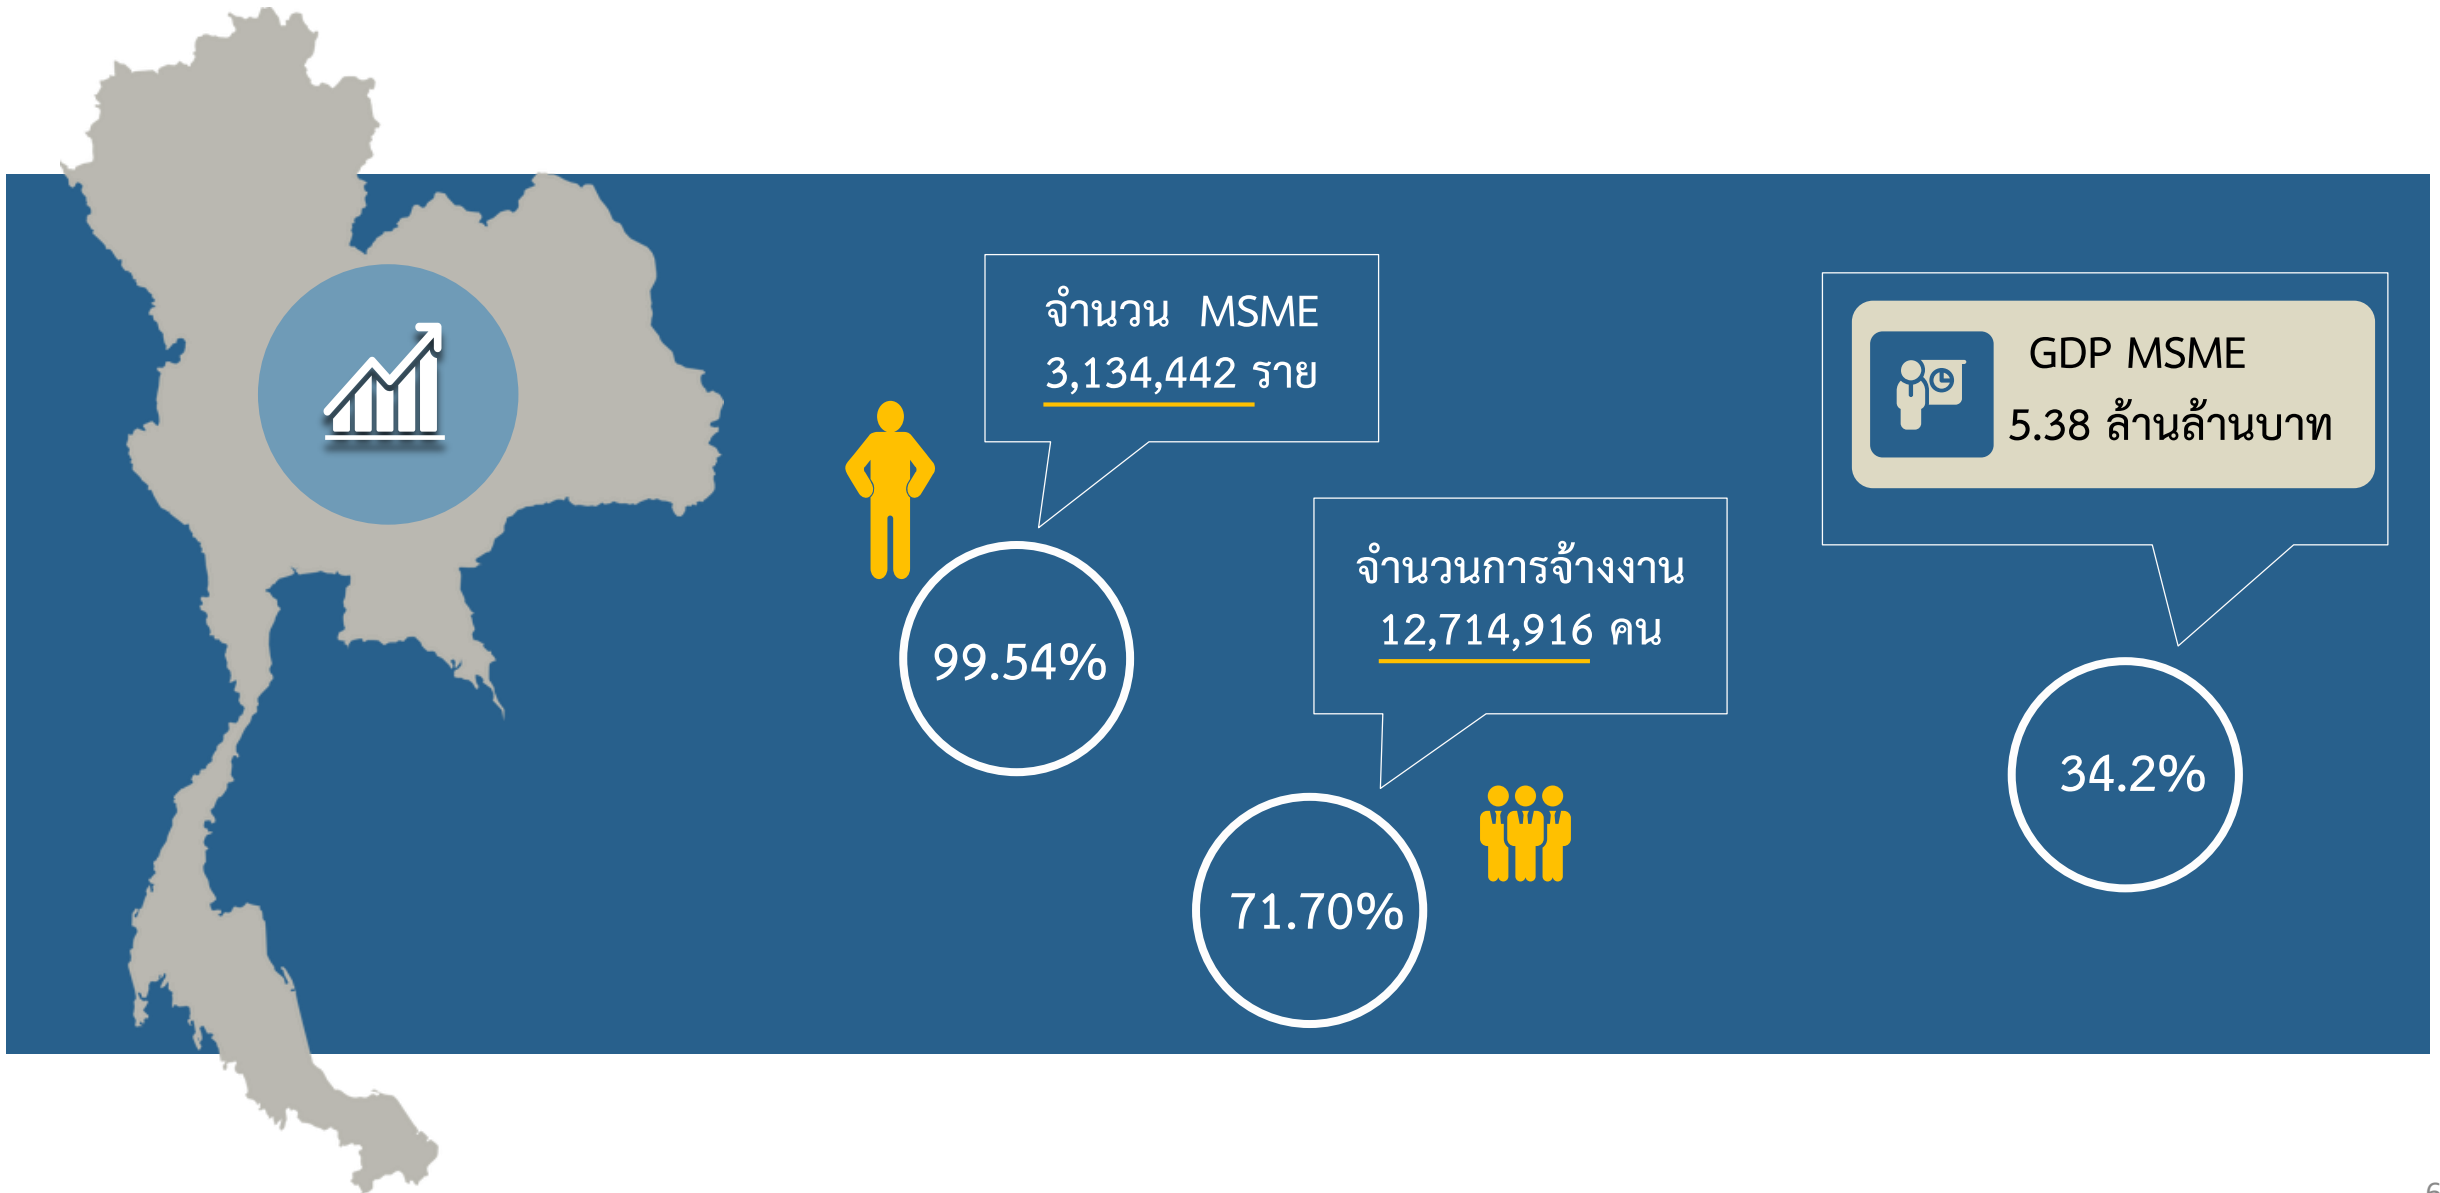 จำนวน MSME
3,134,442 ราย
99.54%
จำนวนการจ้างงาน
12,714,916 คน
71.70%
GDP MSME
5.38 ล้านล้านบาท
34.2%
6